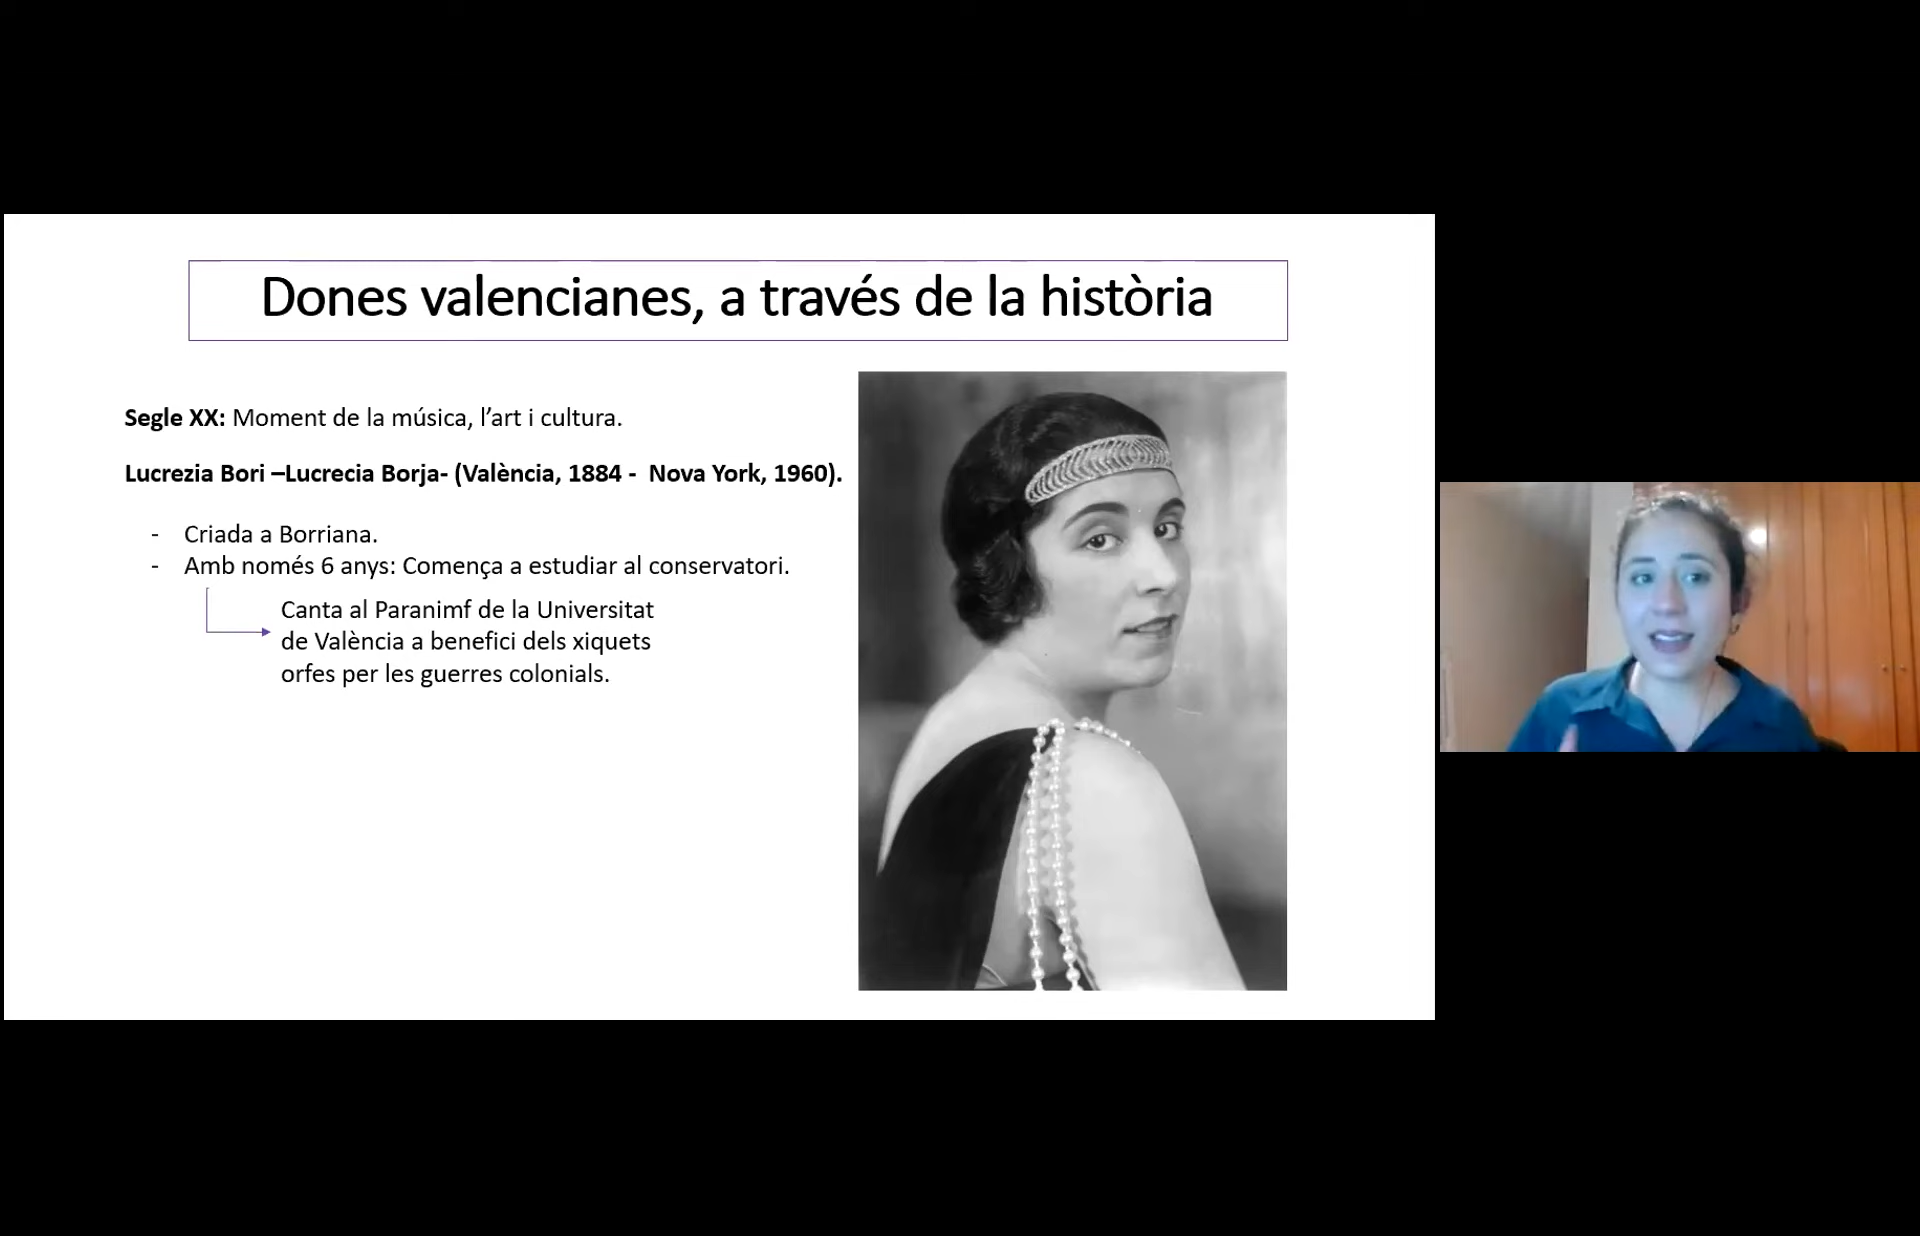 Dones valencianes, a través de la història
Segle XX: Moment de la música, l’art i cultura.
Lucrezia Bori –Lucrecia Borja- (València, 1884 -  Nova York, 1960).
- Criada a Borriana.
- Amb només 6 anys: Comença a estudiar al conservatori.
Canta al Paranimf de la Universitat
de València a benefici dels xiquets
orfes per les guerres colonials.